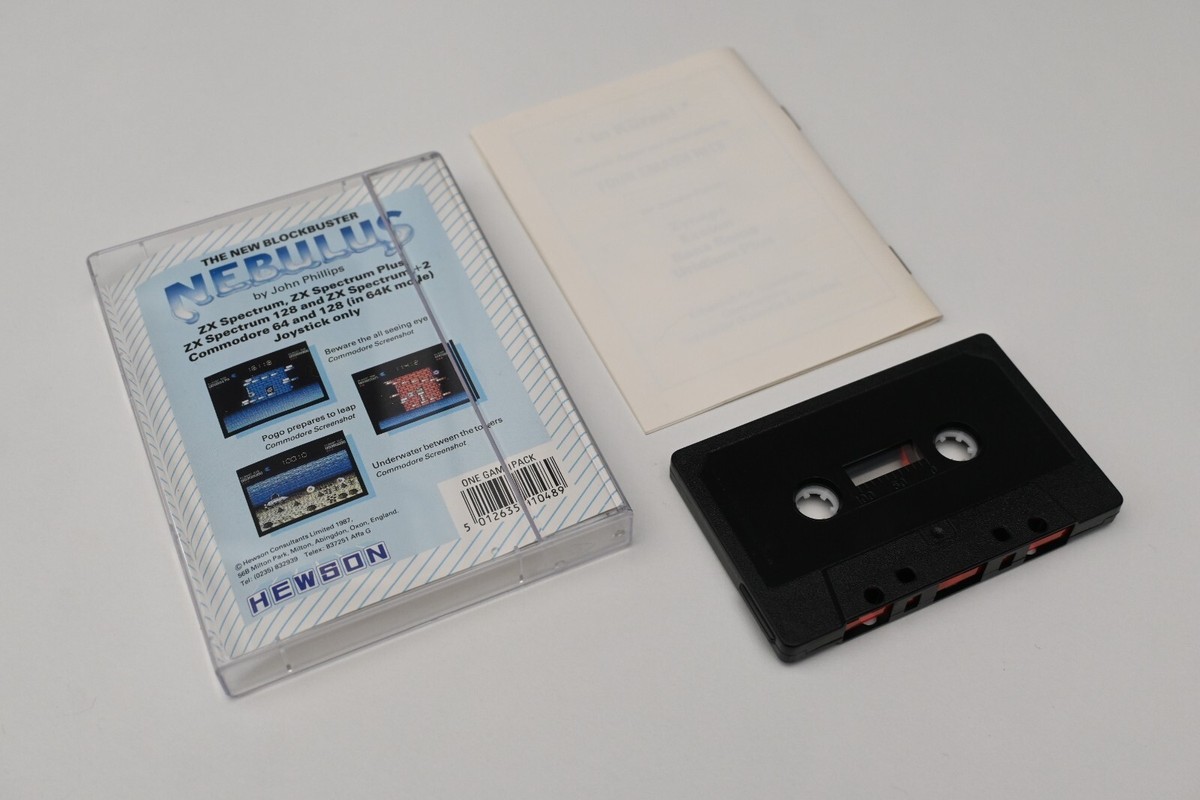 THE NEW BLOCKBUSTER
NEBULUS
by John Phillips
ZX Spectrum, ZX Spectrum Plus,
ZX Spectrum 128 and ZX Spectrum +2
Commodore 64 and 128 (in 64K mode)
Joystick only
Beware the all seeing eye
Commodore Screenshot
Pogo prepares to leap
Commodore Screenshot
Underwater between the towers
Commodore Screenshot
ONE GAME PACK
5 012635 110489
© Hewson Consultants Limited 1987,
56B Milton Park, Milton, Abingdon, Oxon, England.
Tel: (0235) 832939 Telex: 837251 Affa G
HEWSON